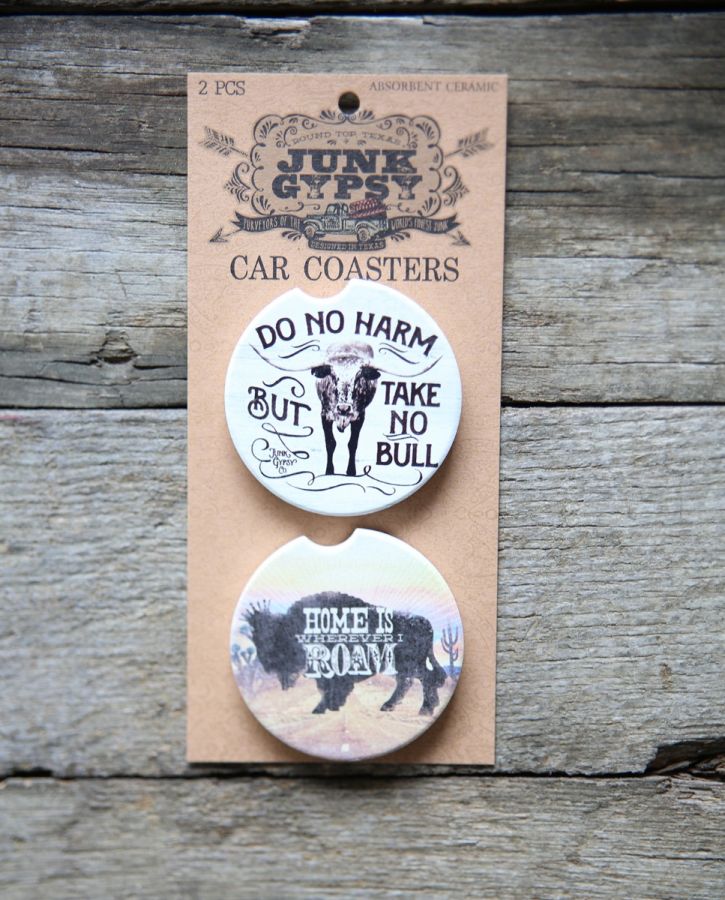 2 PCS
ABSORBENT CERAMIC
ROUND TOP, TEXAS
JUNK
GYPSY
PURVEYORS OF THE WORLD'S FINEST JUNK
DESIGNED IN TEXAS
CAR COASTERS
DO NO HARM
BUT
TAKE
NO
BULL
JUNK
GYPSY
CO
HOME IS
WHEREVER I
ROAM